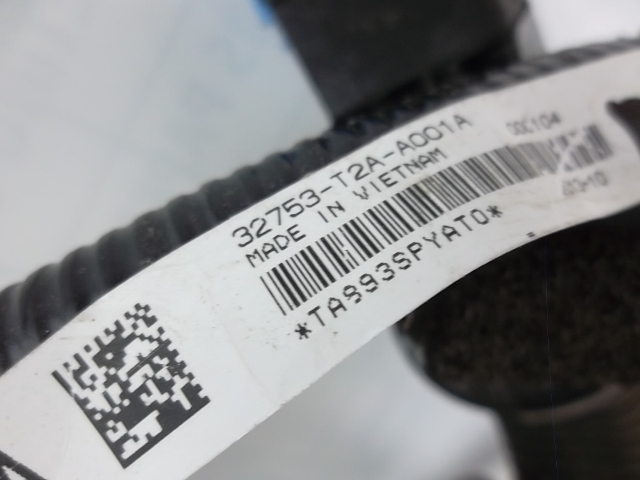 32753-T2A-A001A
MADE IN VIETNAM
*TA993SPYAT0*